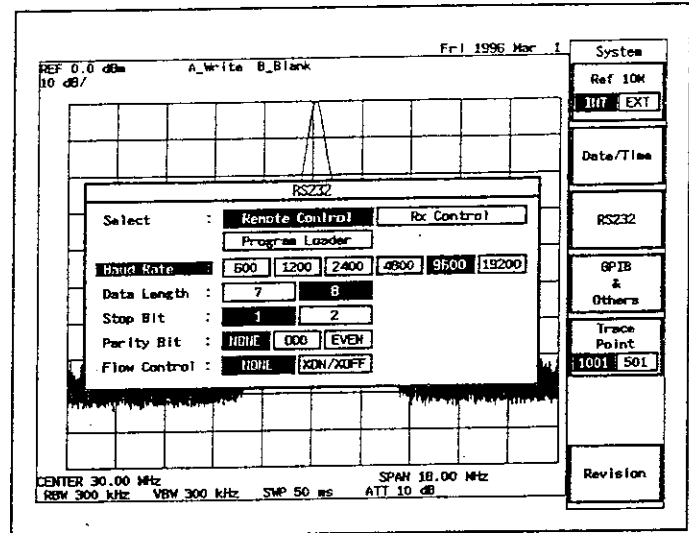 Fri 1996 Mar 1
REF 0.0 dBm A_Write B_Blank
10 dB/
RS232
Select : Remote Control Rx Control
Program Loader
Baud Rate : 600 1200 2400 4800 9600 19200
Data Length : 7 8
Stop Bit : 1 2
Parity Bit : NONE ODD EVEN
Flow Control : NONE XON/XOFF
CENTER 30.00 MHz SPAN 18.00 MHz
RBW 300 kHz VBW 300 kHz SWP 50 ms ATT 10 dB
System
Ref 10M
INT EXT
Date/Time
RS232
GPIB
&
Others
Trace
Point
1001 501
Revision